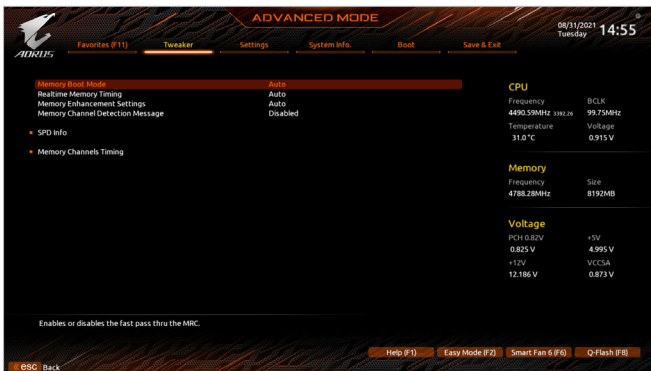 ADVANCED MODE
08/31/2021 Tuesday 14:55
AORUS
Favorites (F11) Tweaker Settings System Info. Boot Save & Exit
Memory Boot Mode Auto
Realtime Memory Timing Auto
Memory Enhancement Settings Auto
Memory Channel Detection Message Disabled
SPD Info
Memory Channels Timing
CPU
Frequency BCLK
4490.59MHz 3392.26 99.75MHz
Temperature Voltage
31.0 °C 0.915 V
Memory
Frequency Size
4788.28MHz 8192MB
Voltage
PCH 0.82V +5V
0.825 V 4.995 V
+12V VCCSA
12.186 V 0.873 V
Enables or disables the fast pass thru the MRC.
Help (F1) Easy Mode (F2) Smart Fan 6 (F6) Q-Flash (F8)
esc Back